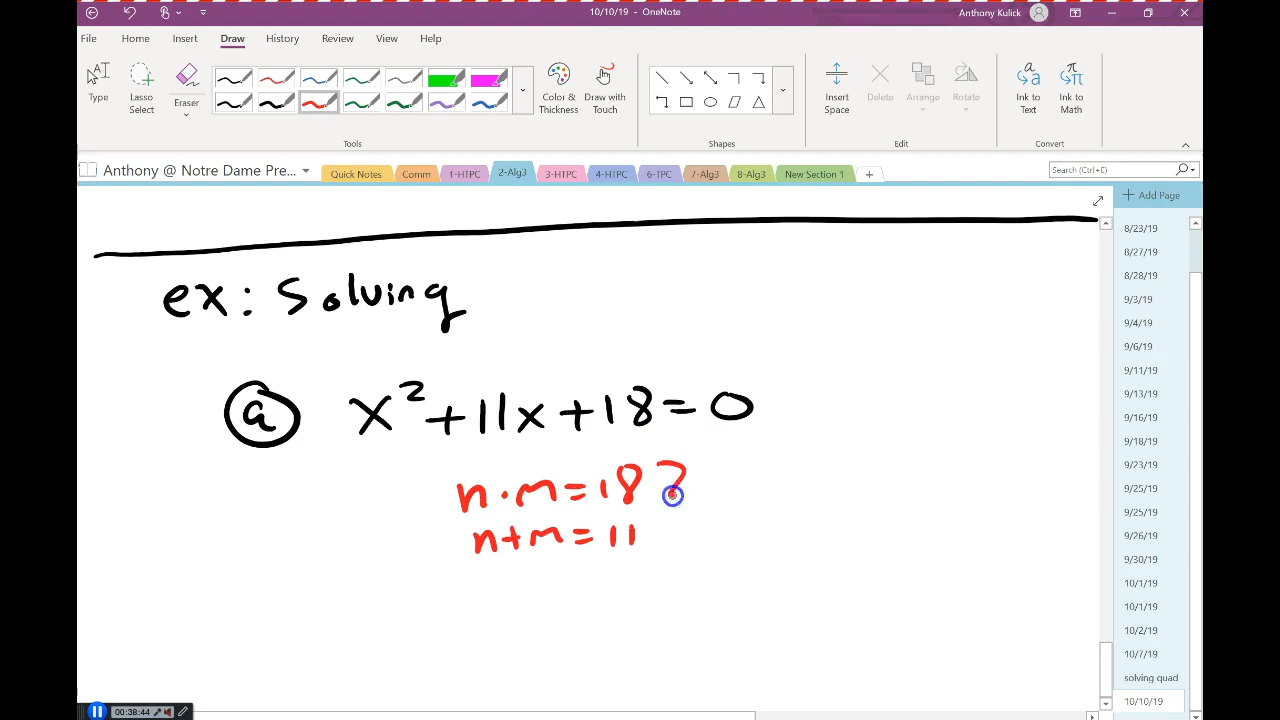 10/10/19 - OneNote
Anthony Kulick
File Home Insert Draw History Review View Help
Type
Lasso Select
Eraser
Color & Thickness
Draw with Touch
Insert Space
Delete
Arrange
Rotate
Ink to Text
Ink to Math
Tools Shapes Edit Convert
Anthony @ Notre Dame Pre...
Quick Notes Comm 1-HTPC 2-Alg3 3-HTPC 4-HTPC 6-TPC 7-Alg3 8-Alg3 New Section 1
Search (Ctrl+E)
Add Page
ex: Solving
a x²+11x+18=0
n·m=18 ?
n+m=11
8/23/19
8/27/19
8/28/19
9/3/19
9/4/19
9/6/19
9/11/19
9/13/19
9/16/19
9/18/19
9/23/19
9/25/19
9/25/19
9/26/19
9/30/19
10/1/19
10/1/19
10/2/19
10/7/19
solving quad
10/10/19
00:38:44